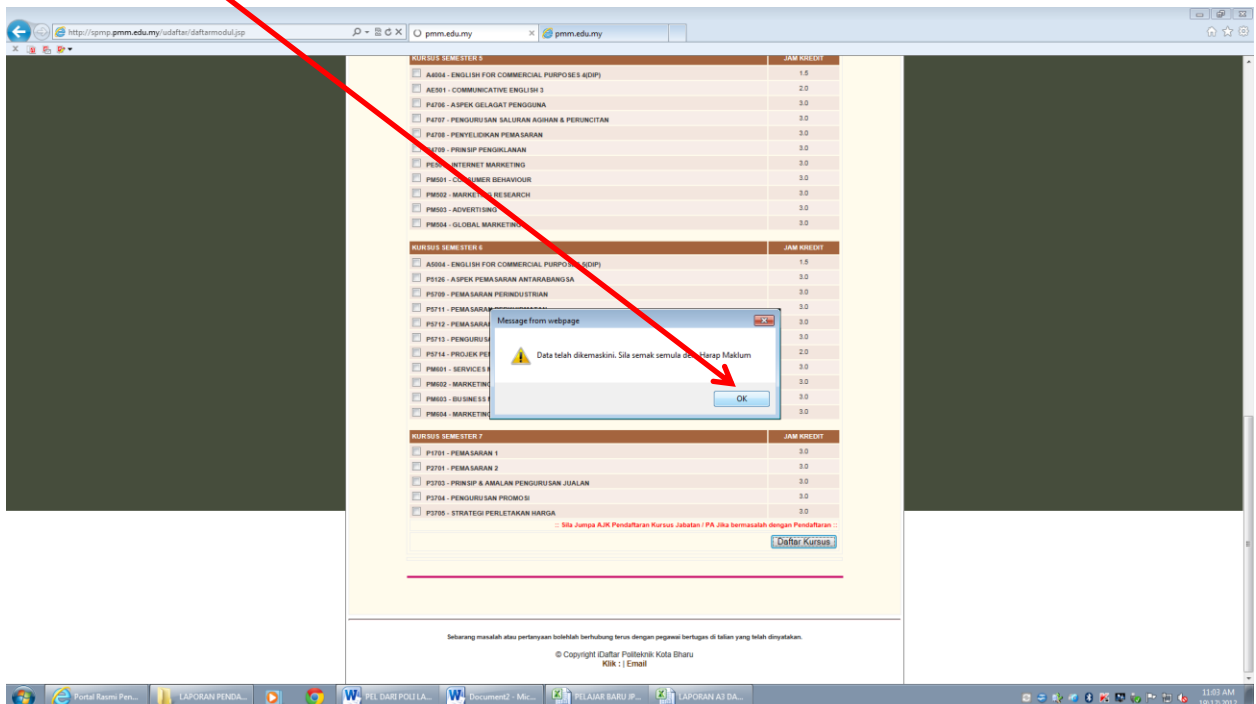 http://spmp.pmm.edu.my/udaftar/daftarmodul.jsp
pmm.edu.my
pmm.edu.my
KURSUS SEMESTER 5 JAM KREDIT
A4004 - ENGLISH FOR COMMERCIAL PURPOSES 4(DIP) 1.5
AE501 - COMMUNICATIVE ENGLISH 3 2.0
P4706 - ASPEK GELAGAT PENGGUNA 3.0
P4707 - PENGURUSAN SALURAN AGIHAN & PERUNCITAN 3.0
P4708 - PENYELIDIKAN PEMASARAN 3.0
P4709 - PRINSIP PENGIKLANAN 3.0
INTERNET MARKETING 3.0
PM501 - CONSUMER BEHAVIOUR 3.0
PM502 - MARKETING RESEARCH 3.0
PM503 - ADVERTISING 3.0
PM504 - GLOBAL MARKETING 3.0
KURSUS SEMESTER 6 JAM KREDIT
A5004 - ENGLISH FOR COMMERCIAL PURPOSES 5(DIP) 1.5
P5126 - ASPEK PEMASARAN ANTARABANGSA 3.0
P5709 - PEMASARAN PERINDUSTRIAN 3.0
P5711 - PEMASARAN 3.0
P5712 - PEMASARA 3.0
P5713 - PENGURUSA 3.0
P5714 - PROJEK PE 2.0
PM601 - SERVICES 3.0
PM602 - MARKETING 3.0
PM603 - BUSINESS 3.0
PM604 - MARKETING 3.0
Message from webpage
Data telah dikemaskini. Sila semak semula Harap Maklum
OK
KURSUS SEMESTER 7 JAM KREDIT
P1701 - PEMASARAN 1 3.0
P2701 - PEMASARAN 2 3.0
P3703 - PRINSIP & AMALAN PENGURUSAN JUALAN 3.0
P3704 - PENGURUSAN PROMOSI 3.0
P3705 - STRATEGI PERLETAKAN HARGA 3.0
:: Sila Jumpa AJK Pendaftaran Kursus Jabatan / PA Jika bermasalah dengan Pendaftaran ::
Daftar Kursus
Sebarang masalah atau pertanyaan bolehlah berhubung terus dengan pegawai bertugas di talian yang telah dinyatakan.
© Copyright iDaftar Politeknik Kota Bharu
Klik : | Email
Portal Rasmi Pen... LAPORAN PENDA... PEL DARI POLI LA... Document2 - Mic... PELAJAR BARU JP... LAPORAN A3 DA...
11:03 AM
19/12/2012